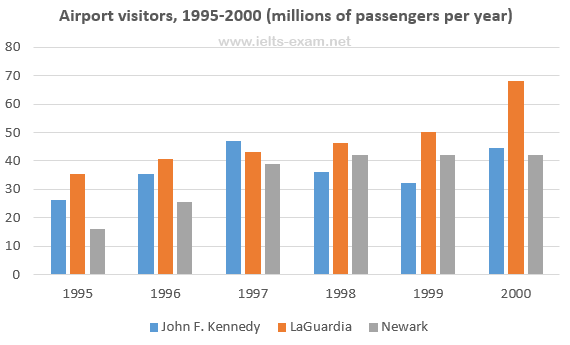 Airport visitors, 1995-2000 (millions of passengers per year)
www.ielts-exam.net
80
70
60
50
40
30
20
10
0
1995 1996 1997 1998 1999 2000
John F. Kennedy LaGuardia Newark